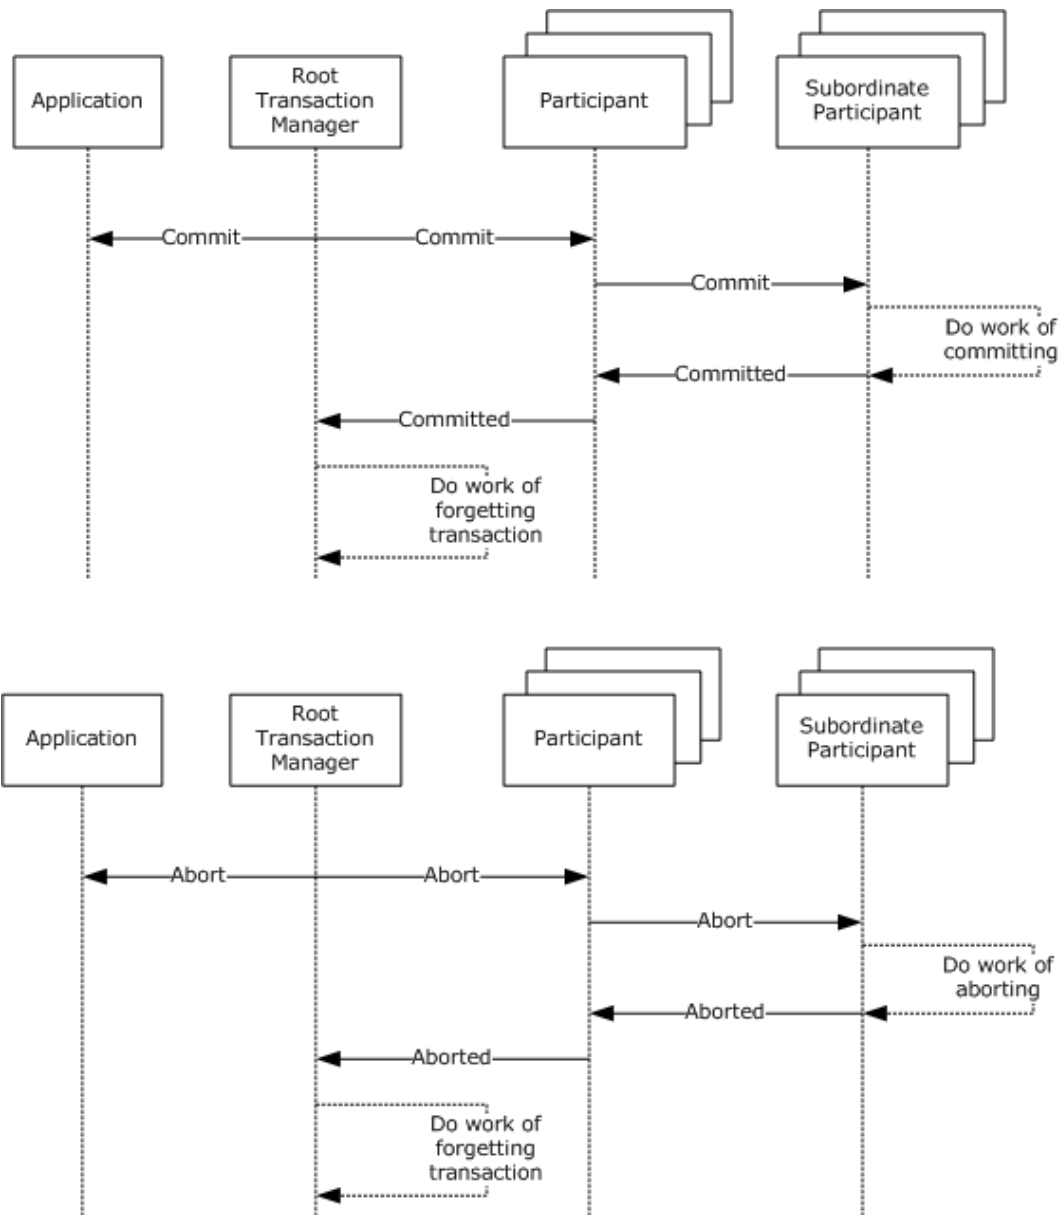 Application
Root
Transaction
Manager
Participant
Subordinate
Participant
Commit
Commit
Commit
Do work of
committing
Committed
Committed
Do work of
forgetting
transaction
Application
Root
Transaction
Manager
Participant
Subordinate
Participant
Abort
Abort
Abort
Do work of
aborting
Aborted
Aborted
Do work of
forgetting
transaction